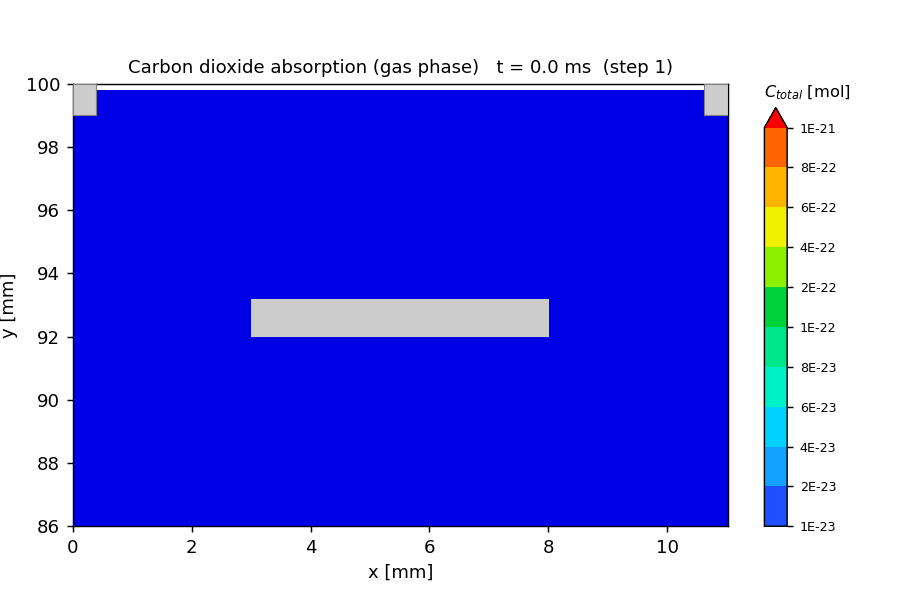 Carbon dioxide absorption (gas phase)   t = 0.0 ms  (step 1)
C_total [mol]
100
98
96
94
92
90
88
86
y [mm]
0 2 4 6 8 10
x [mm]
1E-21
8E-22
6E-22
4E-22
2E-22
1E-22
8E-23
6E-23
4E-23
2E-23
1E-23